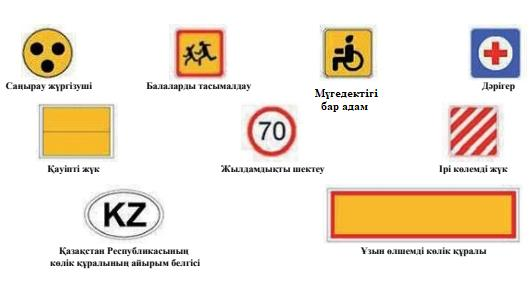 Саңырау жүргізуші
Балаларды тасымалдау
Мүгедектігі
бар адам
Дәрігер
Қауіпті жүк
70
Жылдамдықты шектеу
Ірі көлемді жүк
KZ
Қазақстан Республикасының
көлік құралының айырым белгісі
Ұзын өлшемді көлік құралы